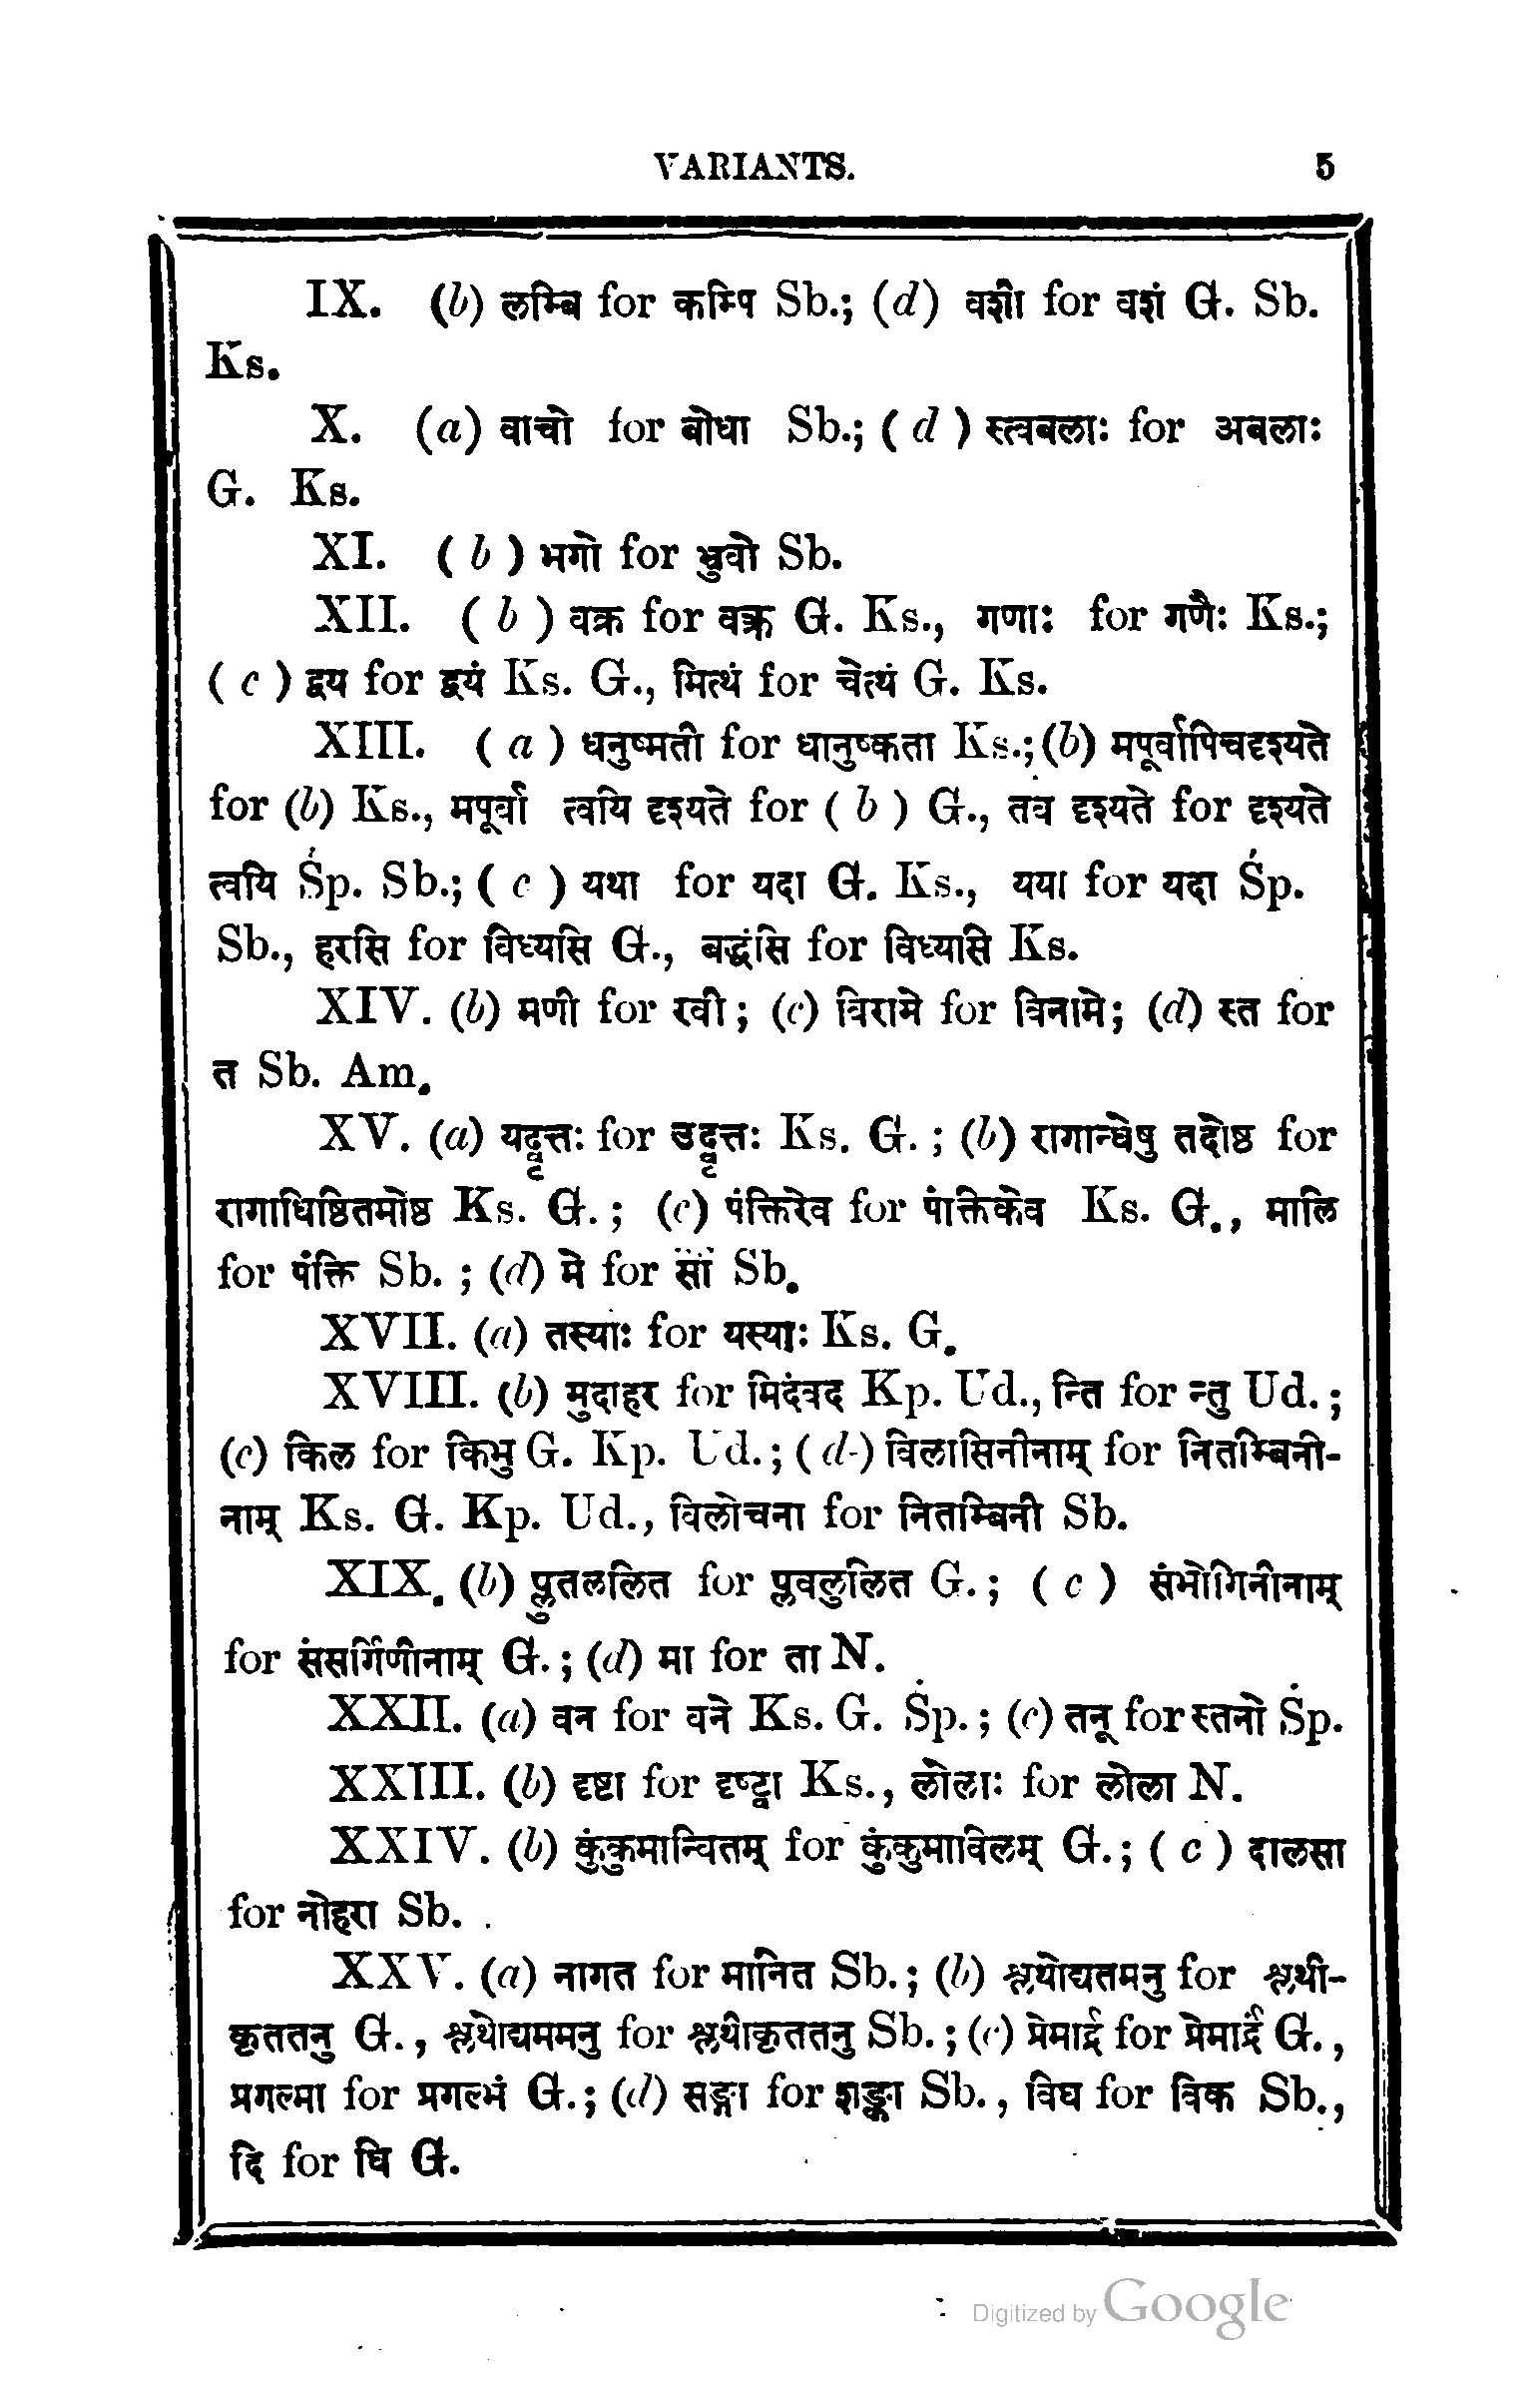 VARIANTS. 5
IX. (b) लम्बि for कम्पि Sb.; (d) वशी for वशं G. Sb.
Ks.
X. (a) वाचो for बोधा Sb.; ( d ) स्त्वबलाः for अबलाः
G. Ks.
XI. ( b ) भगो for भ्रुवो Sb.
XII. ( b ) वक्र for वक्त्र G. Ks., गणाः for गणैः Ks.;
( c ) द्वय for द्वयं Ks. G., मित्थं for चेत्थं G. Ks.
XIII. ( a ) धनुष्मती for धानुष्कता Ks.; (b) मपूर्वापिचदृश्यते
for (b) Ks., मपूर्वा त्वयि दृश्यते for ( b ) G., तव दृश्यते for दृश्यते
त्वयि Śp. Sb.; ( c ) यथा for यदा G. Ks., यया for यदा Śp.
Sb., हरसि for विध्यसि G., बद्धंसि for विध्यसि Ks.
XIV. (b) मणी for रवी; (c) विरामे for विनामे; (d) स्त for
त Sb. Am.
XV. (a) यद्वृत्तः for उद्वृत्तः Ks. G. ; (b) रागान्धेषु तदोष्ठ for
रागाधिष्ठितमोष्ठ Ks. G. ; (c) पंक्तिरेव for पंक्तिकेव Ks. G., मालि
for पंक्ति Sb. ; (d) मे for सां Sb.
XVII. (a) तस्याः for यस्याः Ks. G.
XVIII. (b) मुदाहर for मिदंवद Kp. Ud., न्ति for न्तु Ud. ;
(c) किल for किमु G. Kp. Ud. ; (d) विलासिनीनाम् for नितम्बिनी-
नाम् Ks. G. Kp. Ud., विलोचना for नितम्बिनी Sb.
XIX. (b) प्लुतललित for प्लवलुलित G. ; ( c ) संभोगिनीनाम्
for संसर्गिणीनाम् G. ; (d) मा for ता N.
XXII. (a) वन for वने Ks. G. Śp. ; (c) तनू for स्तनो Śp.
XXIII. (b) दृष्टा for दृष्ट्वा Ks., लोलाः for लोला N.
XXIV. (b) कुंकुमान्वितम् for कुंकुमाविलम् G. ; ( c ) दालसा
for नोहरा Sb.
XXV. (a) नागत for मानित Sb. ; (b) श्लथोद्यतमनु for श्लथी-
कृततनु G., श्लथोद्यममनु for श्लथीकृततनु Sb. ; (c) प्रेमार्द्र for प्रेमार्द्रं G.,
प्रगल्भा for प्रगल्भं G. ; (d) सङ्गा for शङ्का Sb., विघ for विक Sb.,
दि for घि G.
Digitized by Google